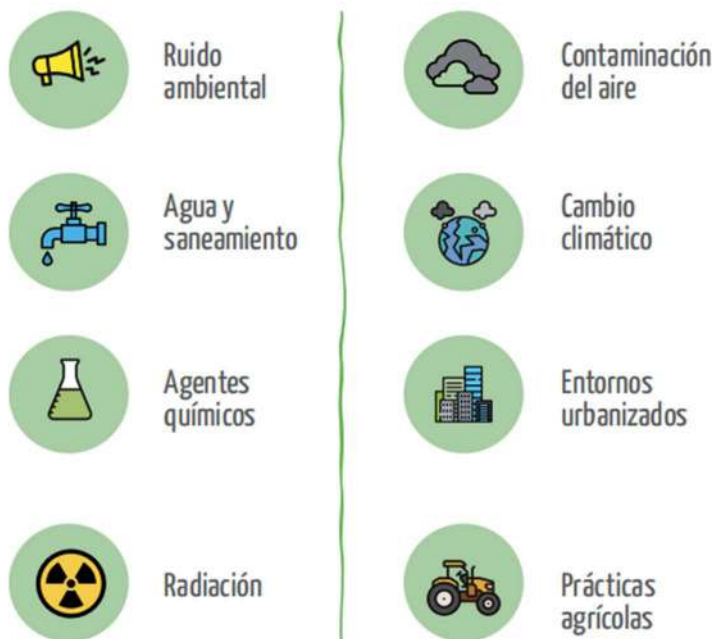 Ruido
ambiental
Agua y
saneamiento
Agentes
químicos
Radiación
Contaminación
del aire
Cambio
climático
Entornos
urbanizados
Prácticas
agrícolas